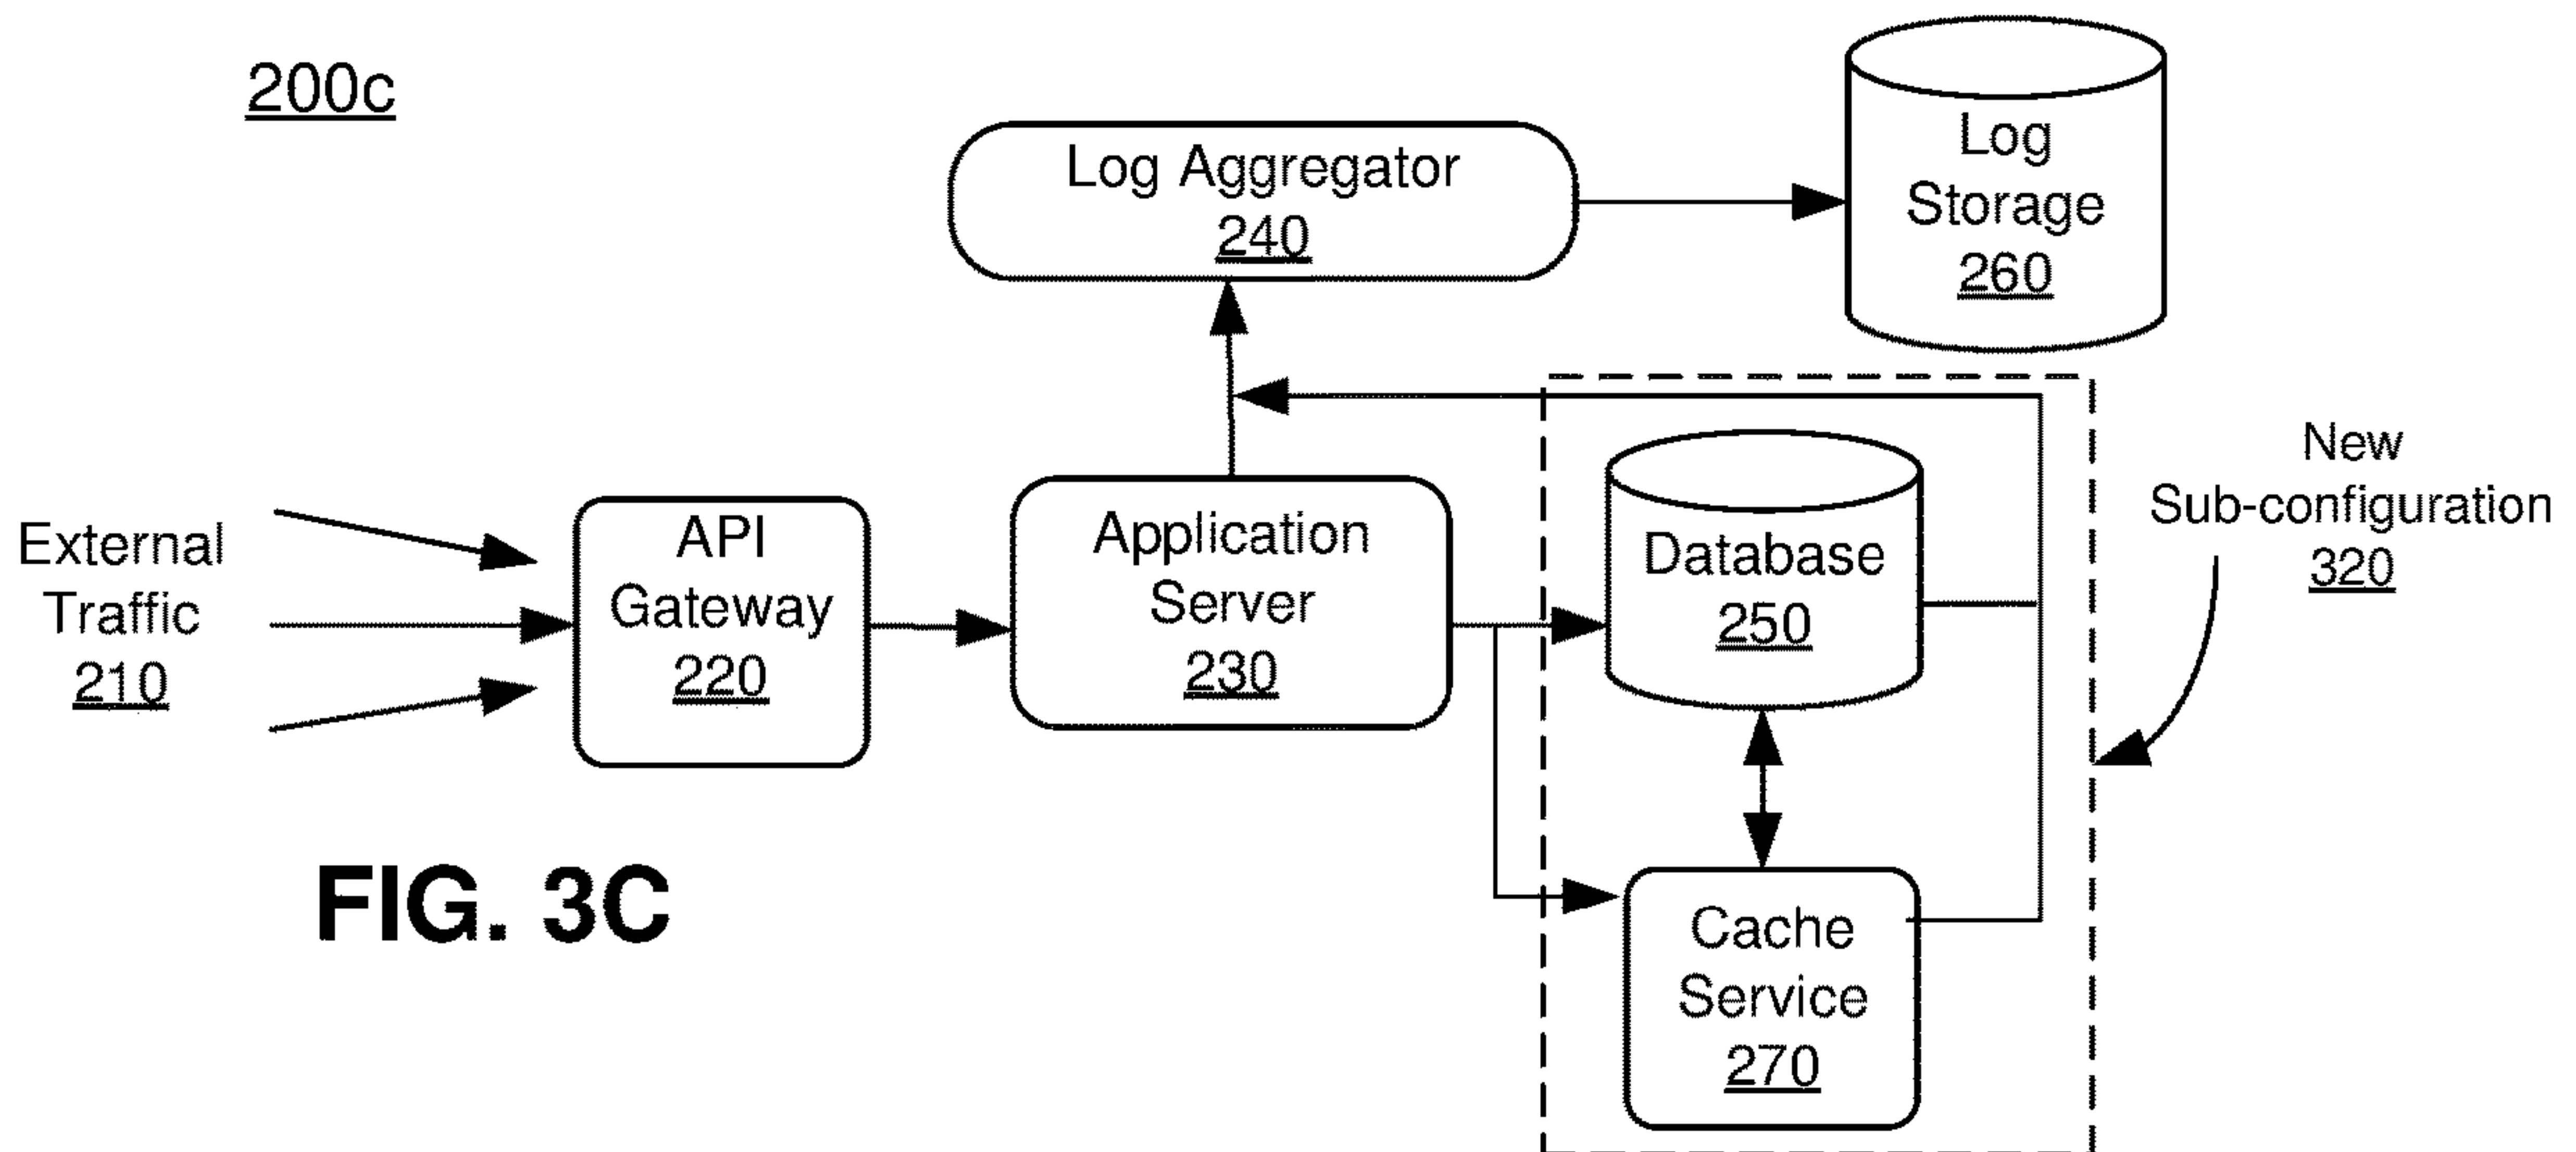 200c
Log Aggregator
240
Log
Storage
260
External
Traffic
210
API
Gateway
220
Application
Server
230
Database
250
New
Sub-configuration
320
Cache
Service
270
FIG. 3C